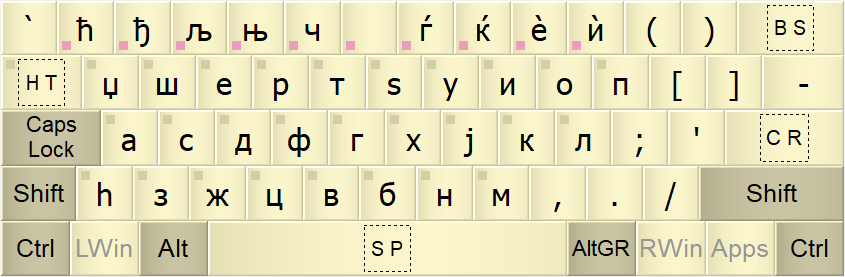 ` ћ ђ љ њ ч ѓ ќ ѐ ѝ ( ) BS
HT џ ш е р т ѕ у и о п [ ] -
Caps Lock а с д ф г х ј к л ; ' CR
Shift һ з ж ц в б н м , . / Shift
Ctrl LWin Alt SP AltGR RWin Apps Ctrl